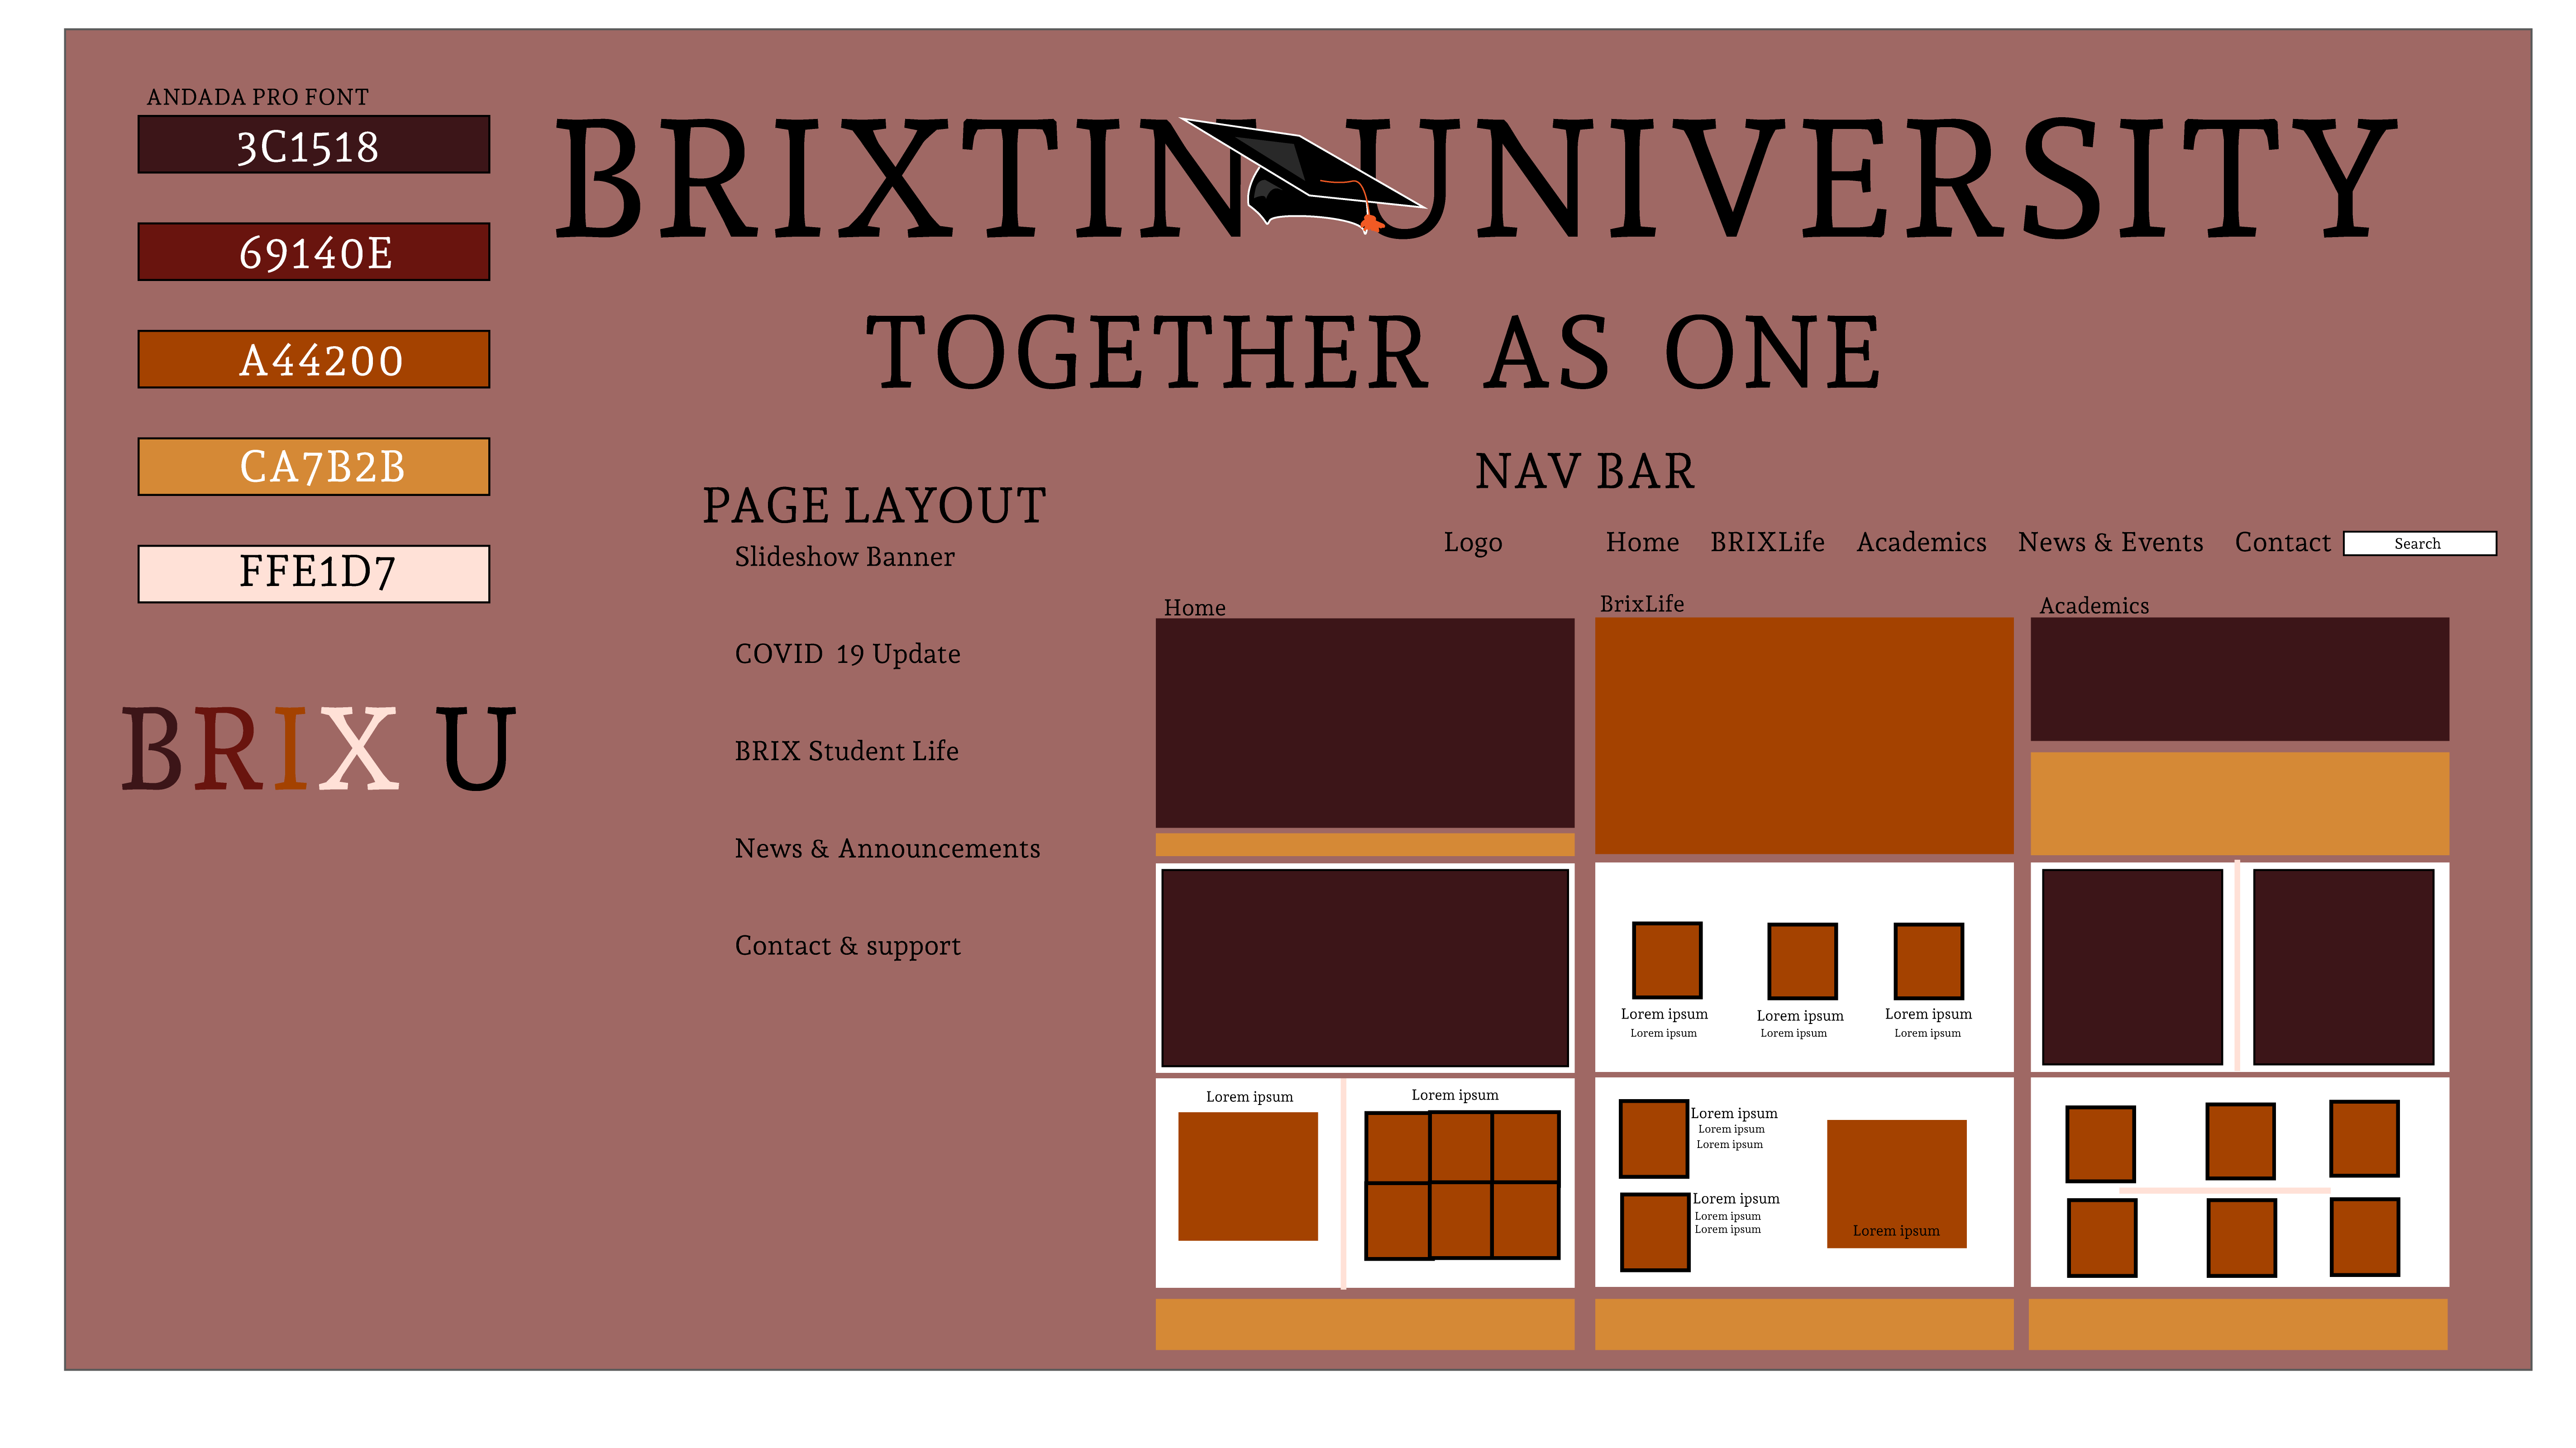 ANDADA PRO FONT
3C1518
69140E
A44200
CA7B2B
FFE1D7
BRIX U
BRIXTIN UNIVERSITY
TOGETHER AS ONE
PAGE LAYOUT
Slideshow Banner
COVID 19 Update
BRIX Student Life
News & Announcements
Contact & support
NAV BAR
Logo Home BRIXLife Academics News & Events Contact Search
Home
Lorem ipsum
Lorem ipsum
BrixLife
Lorem ipsum Lorem ipsum Lorem ipsum
Lorem ipsum Lorem ipsum Lorem ipsum
Lorem ipsum
Lorem ipsum
Lorem ipsum
Lorem ipsum
Lorem ipsum
Lorem ipsum
Lorem ipsum
Academics